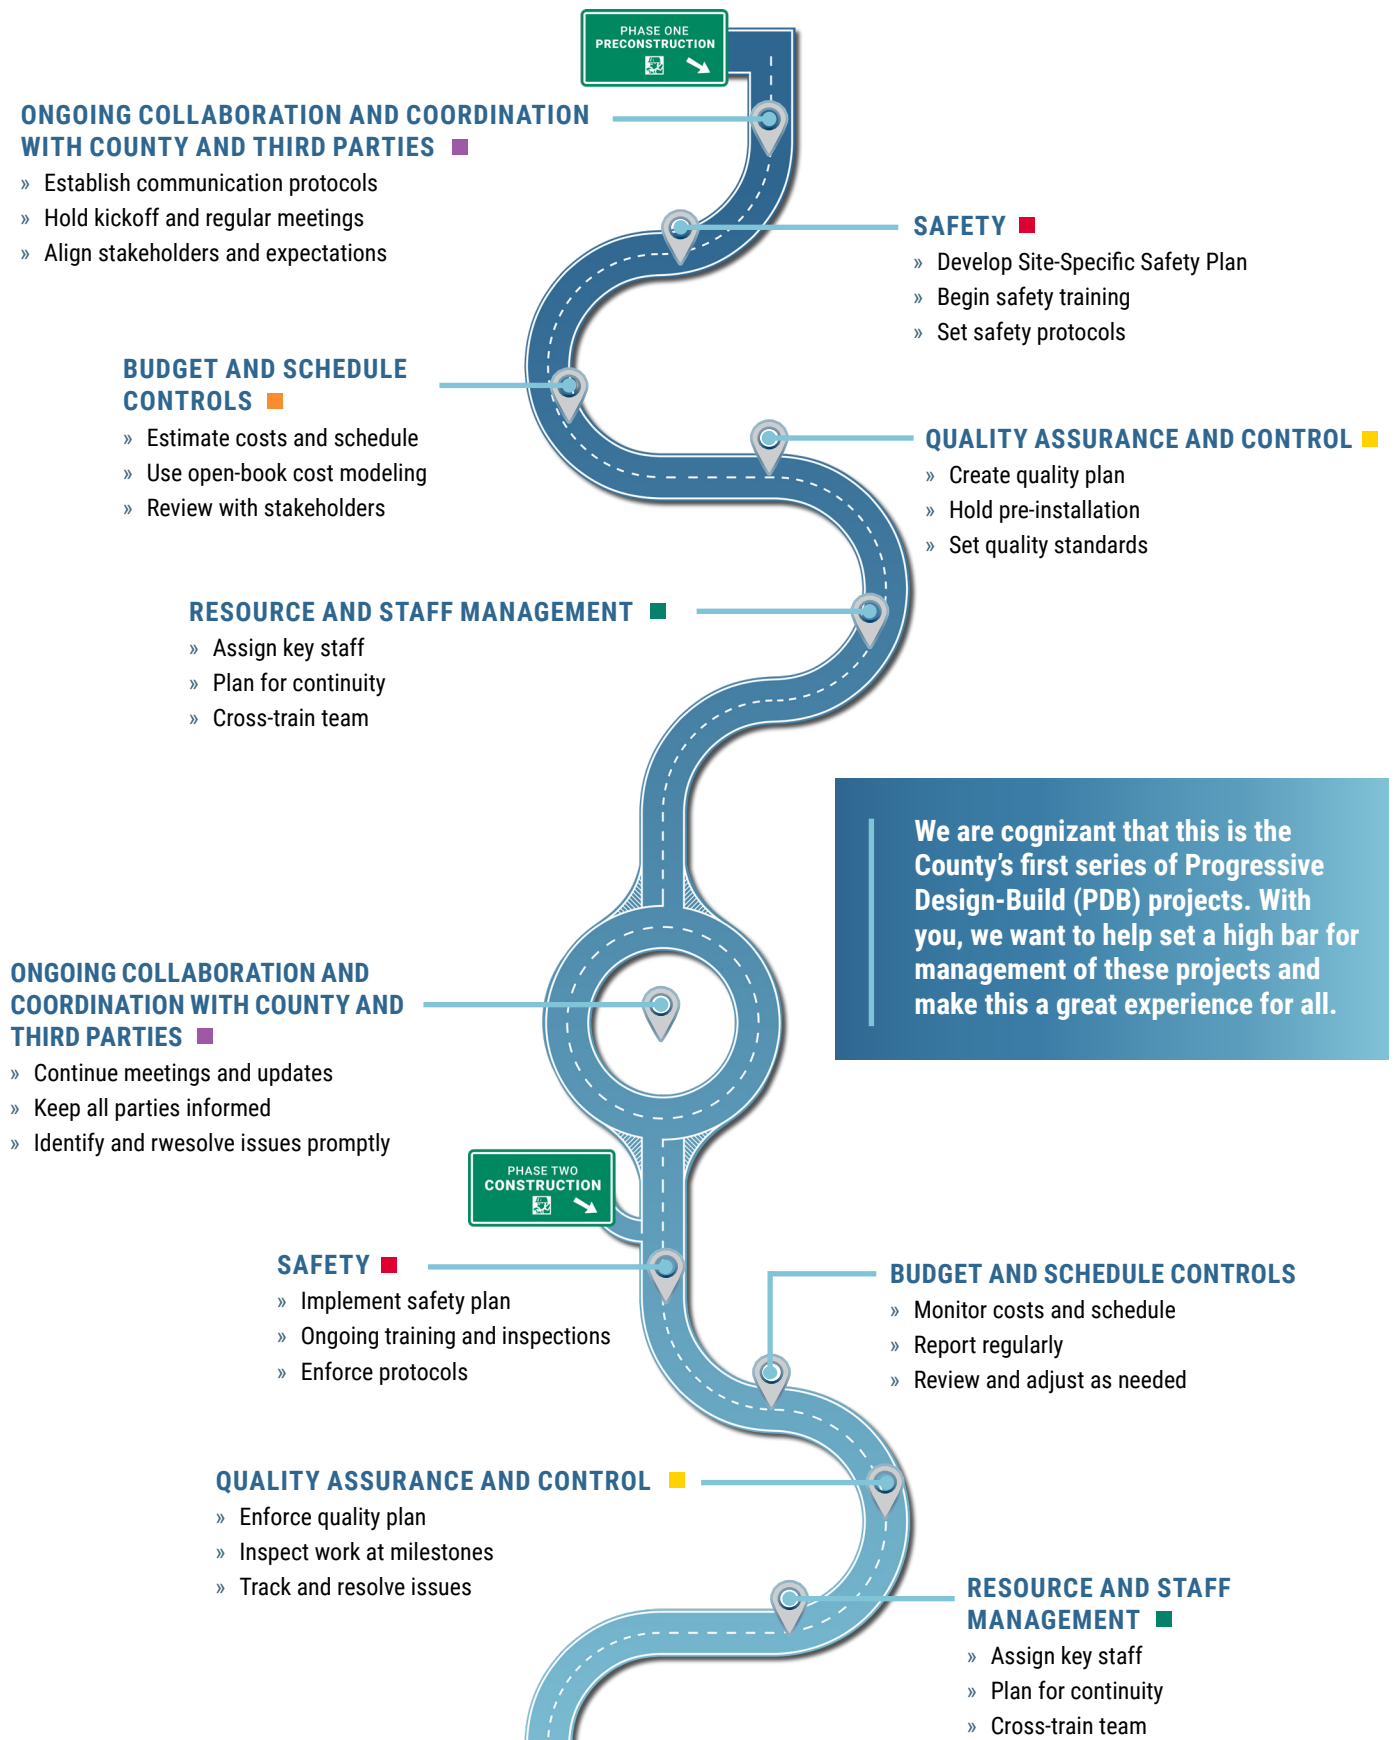 PHASE ONE
PRECONSTRUCTION
ONGOING COLLABORATION AND COORDINATION
WITH COUNTY AND THIRD PARTIES
» Establish communication protocols
» Hold kickoff and regular meetings
» Align stakeholders and expectations
SAFETY
» Develop Site-Specific Safety Plan
» Begin safety training
» Set safety protocols
BUDGET AND SCHEDULE
CONTROLS
» Estimate costs and schedule
» Use open-book cost modeling
» Review with stakeholders
QUALITY ASSURANCE AND CONTROL
» Create quality plan
» Hold pre-installation
» Set quality standards
RESOURCE AND STAFF MANAGEMENT
» Assign key staff
» Plan for continuity
» Cross-train team
We are cognizant that this is the
County’s first series of Progressive
Design-Build (PDB) projects. With
you, we want to help set a high bar for
management of these projects and
make this a great experience for all.
ONGOING COLLABORATION AND
COORDINATION WITH COUNTY AND
THIRD PARTIES
» Continue meetings and updates
» Keep all parties informed
» Identify and rwesolve issues promptly
PHASE TWO
CONSTRUCTION
SAFETY
» Implement safety plan
» Ongoing training and inspections
» Enforce protocols
BUDGET AND SCHEDULE CONTROLS
» Monitor costs and schedule
» Report regularly
» Review and adjust as needed
QUALITY ASSURANCE AND CONTROL
» Enforce quality plan
» Inspect work at milestones
» Track and resolve issues
RESOURCE AND STAFF
MANAGEMENT
» Assign key staff
» Plan for continuity
» Cross-train team